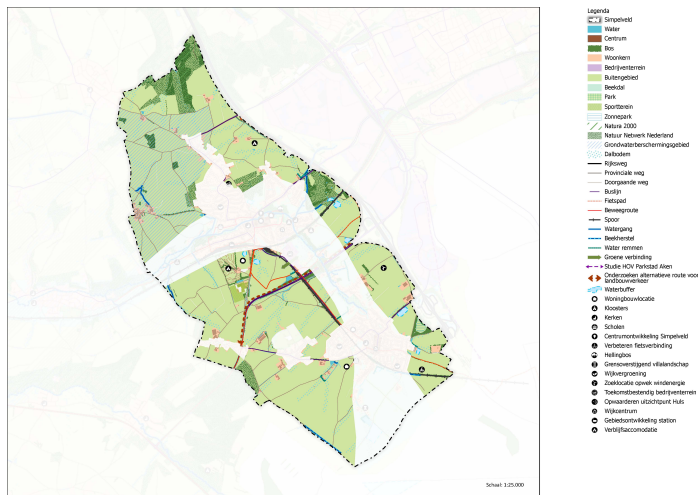 Legenda
Simpelveld
Water
Centrum
Bos
Woonkern
Bedrijventerrein
Buitengebied
Beekdal
Park
Sportterein
Zonnepark
Natura 2000
Natuur Netwerk Nederland
Grondwaterberschermingsgebied
Dalbodem
Rijksweg
Provinciale weg
Doorgaande weg
Buslijn
Fietspad
Beweegroute
Spoor
Watergang
Beekherstel
Water remmen
Groene verbinding
Studie HOV Parkstad Aken
Onderzoeken alternatieve route voor
landbouwverkeer
Waterbuffer
Woningbouwlocatie
Kloosters
Kerken
Scholen
Centrumontwikkeling Simpelveld
Verbeteren fietsverbinding
Hellingbos
Grensoverstijgend villalandschap
Wijkvergroening
Zoeklocatie opwek windenergie
Toekomstbestendig bedrijventerrein
Opwaarderen uitzichtpunt Huls
Wijkcentrum
Gebiedsontwikkeling station
Verblijfsaccomodatie
Schaal: 1:25.000